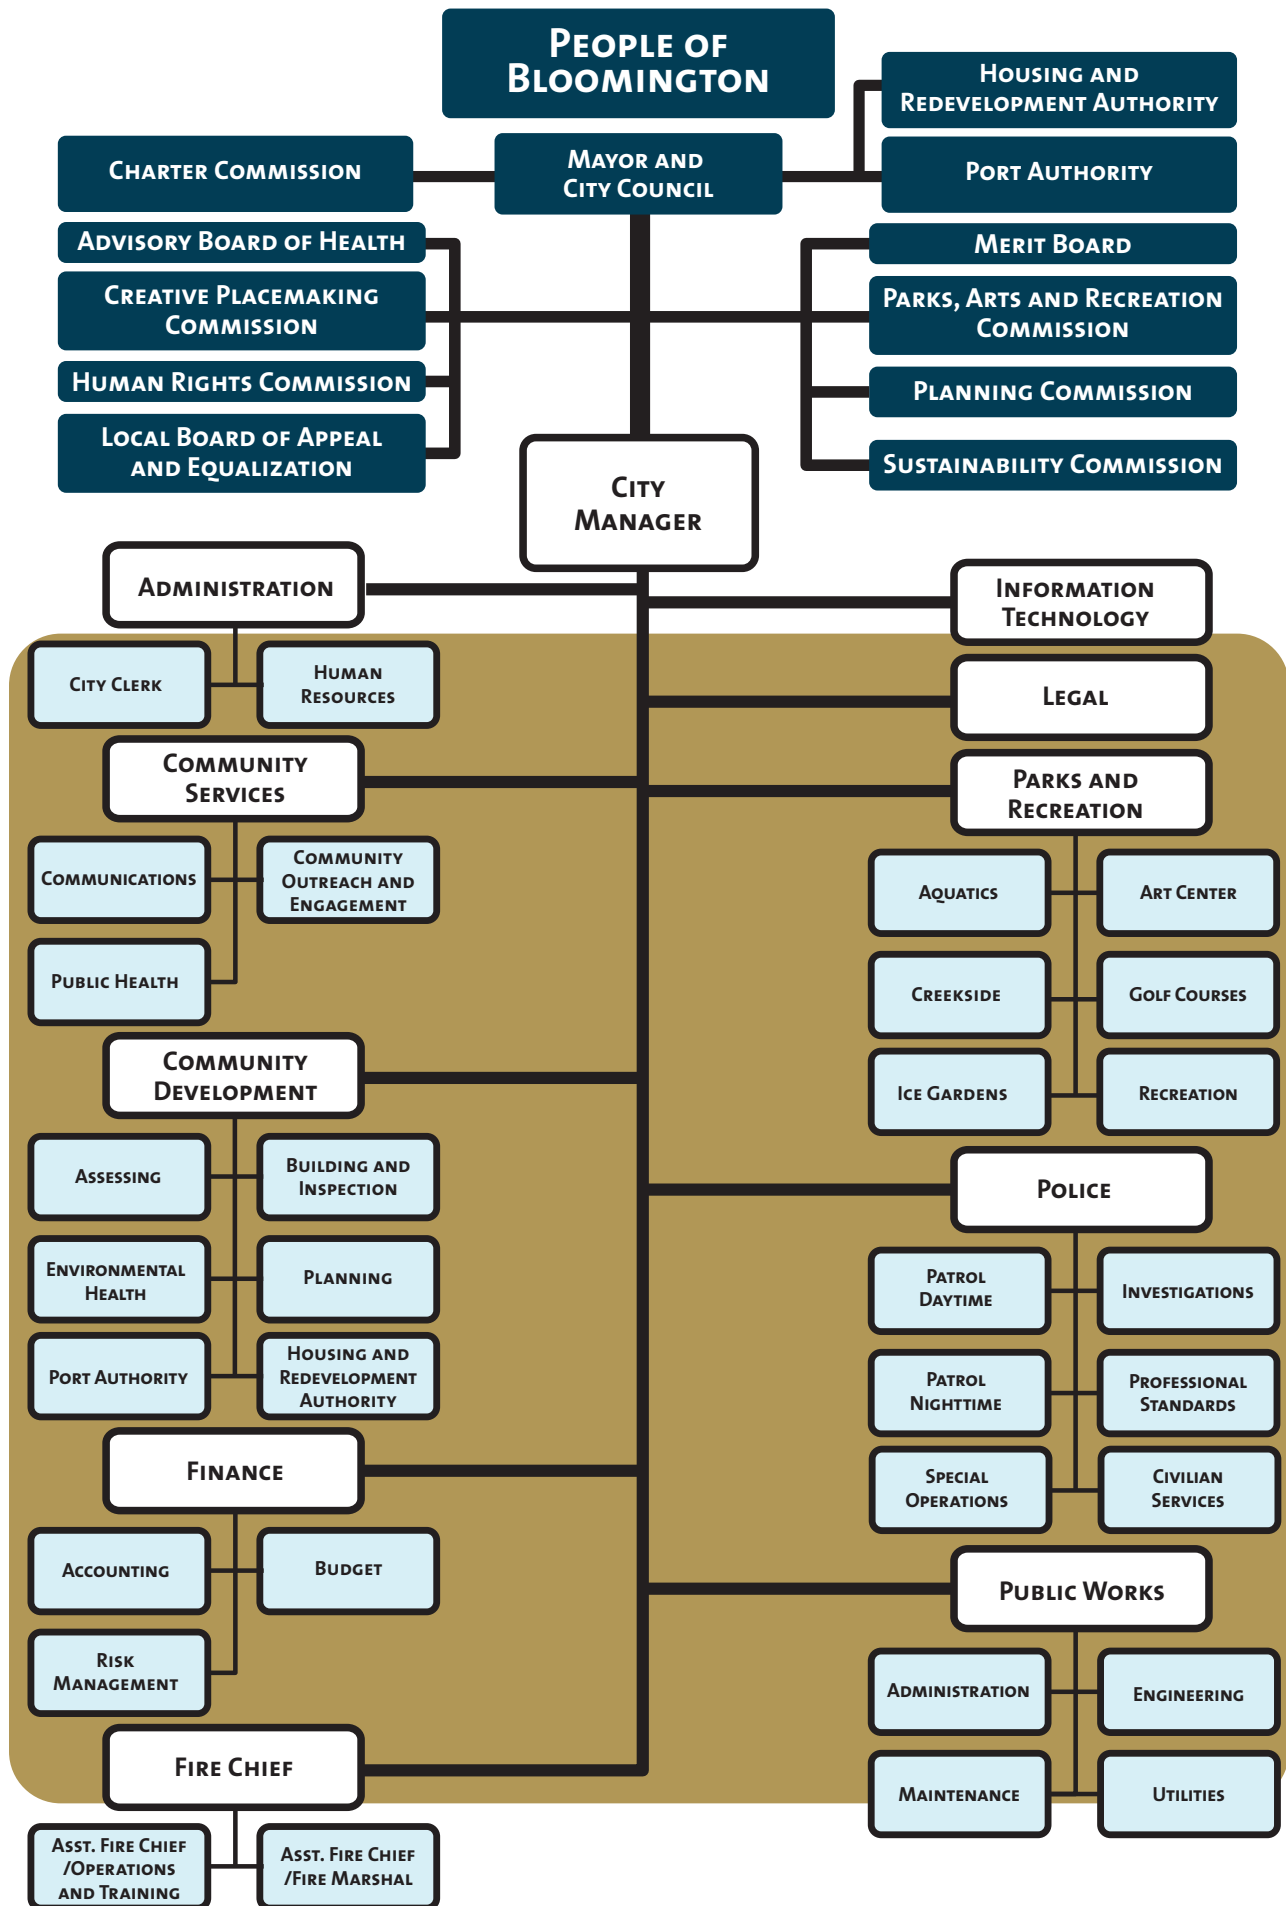 People of
Bloomington
Housing and
Redevelopment Authority
Charter Commission
Mayor and
City Council
Port Authority
Advisory Board of Health
Merit Board
Creative Placemaking
Commission
Parks, Arts and Recreation
Commission
Human Rights Commission
Planning Commission
Local Board of Appeal
and Equalization
Sustainability Commission
City
Manager
Administration
Information
Technology
City Clerk
Human
Resources
Legal
Community
Services
Parks and
Recreation
Communications
Community
Outreach and
Engagement
Aquatics
Art Center
Public Health
Creekside
Golf Courses
Community
Development
Ice Gardens
Recreation
Assessing
Building and
Inspection
Police
Environmental
Health
Planning
Patrol
Daytime
Investigations
Port Authority
Housing and
Redevelopment
Authority
Patrol
Nighttime
Professional
Standards
Finance
Special
Operations
Civilian
Services
Accounting
Budget
Public Works
Risk
Management
Administration
Engineering
Fire Chief
Maintenance
Utilities
Asst. Fire Chief
/Operations
and Training
Asst. Fire Chief
/Fire Marshal